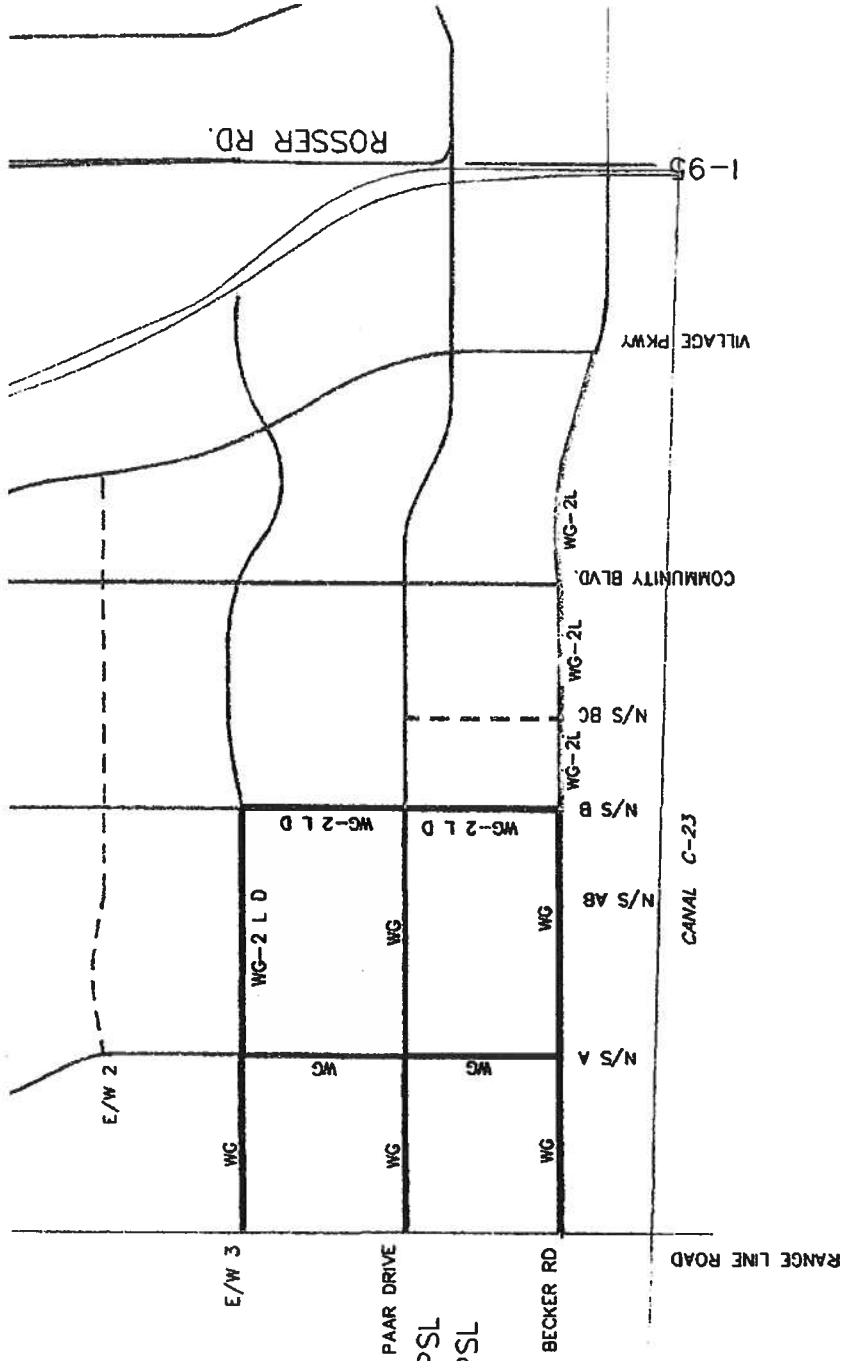 ROSSER RD.
I-95
VILLAGE PKWY
COMMUNITY BLVD.
N/S BC
N/S B
N/S AB
N/S A
RANGE LINE ROAD
CANAL C-23
E/W 2
E/W 3
PAAR DRIVE
PSL
PSL
BECKER RD
WG-2L
WG-2L
WG-2L
WG-2 L D
WG-2 L D
WG-2 L D
WG
WG
WG
WG
WG
WG
WG